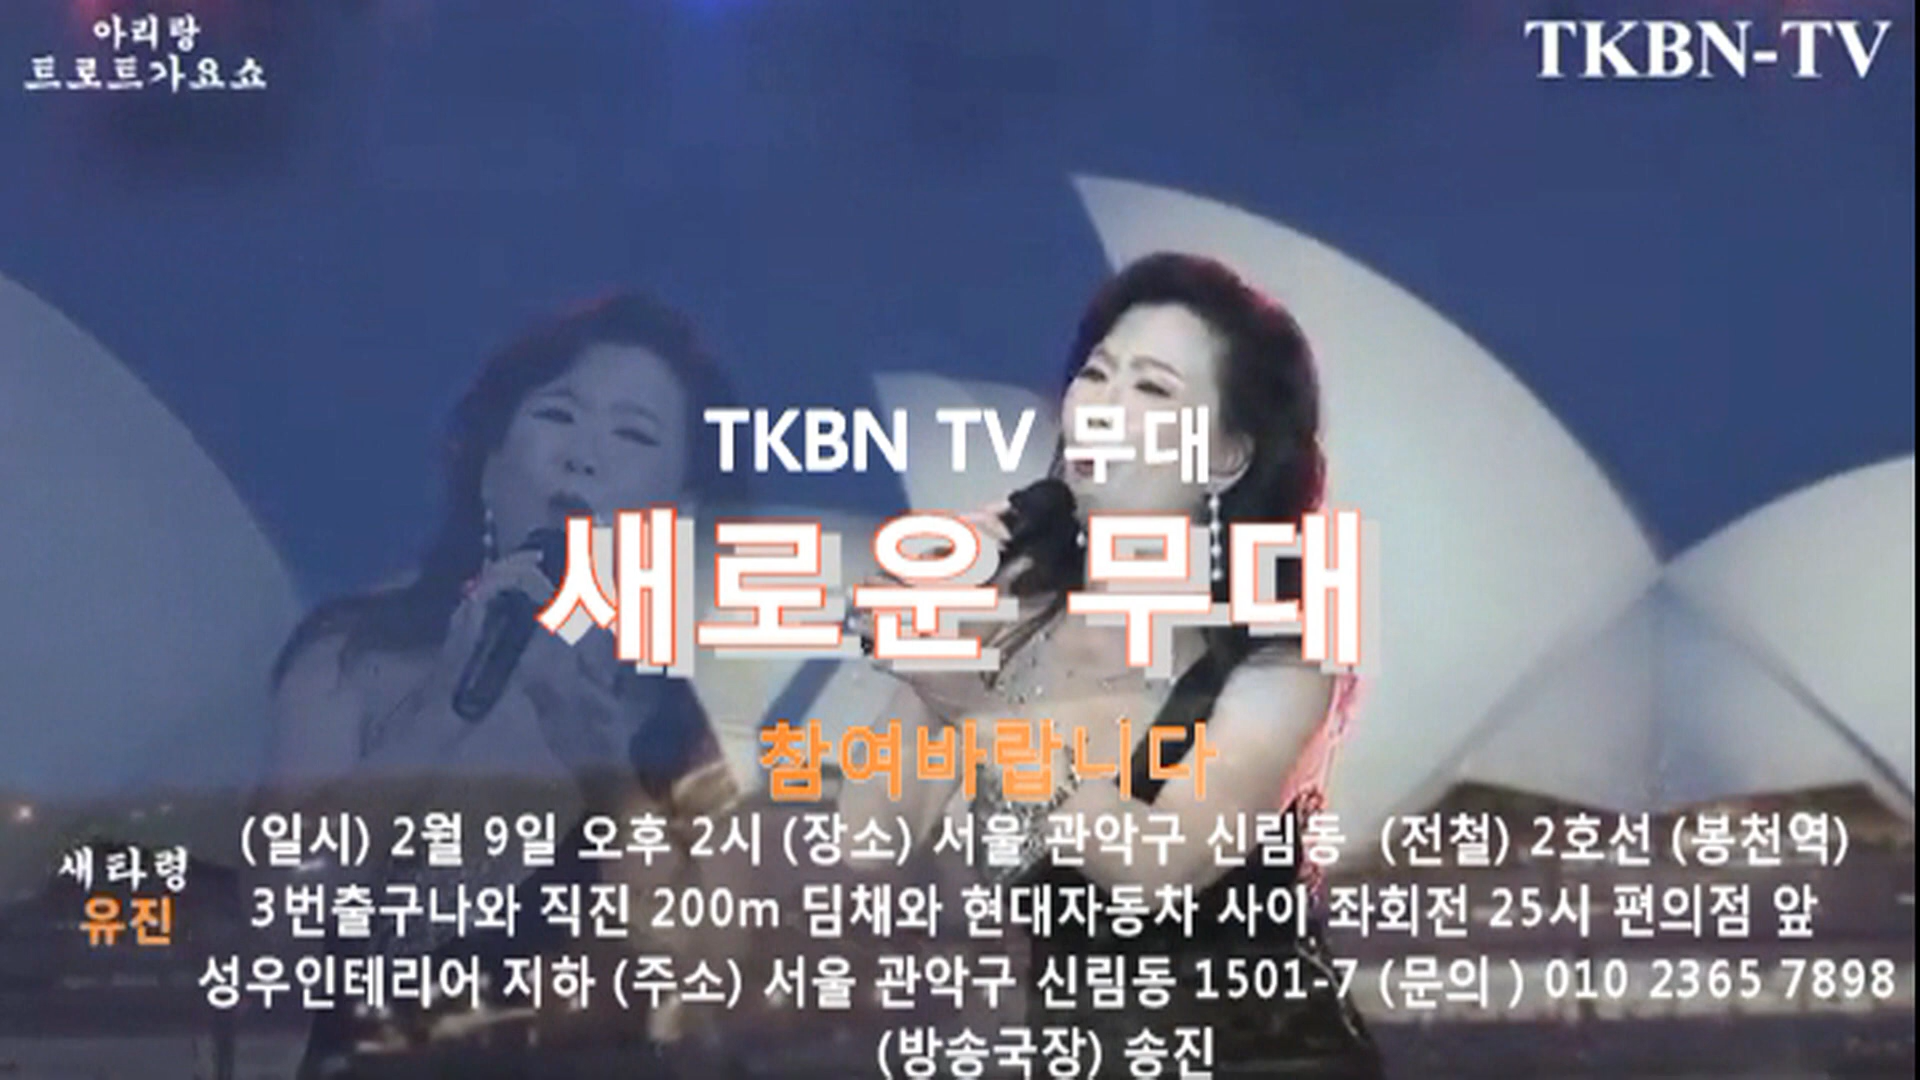 아리랑
트로트가요쇼
TKBN-TV
TKBN TV 무대
새로운 무대
참여바랍니다
(일시) 2월 9일 오후 2시 (장소) 서울 관악구 신림동 (전철) 2호선 (봉천역)
3번출구나와 직진 200m 딤채와 현대자동차 사이 좌회전 25시 편의점 앞
성우인테리어 지하 (주소) 서울 관악구 신림동 1501-7 (문의 ) 010 2365 7898
(방송국장) 송진
새타령
유진